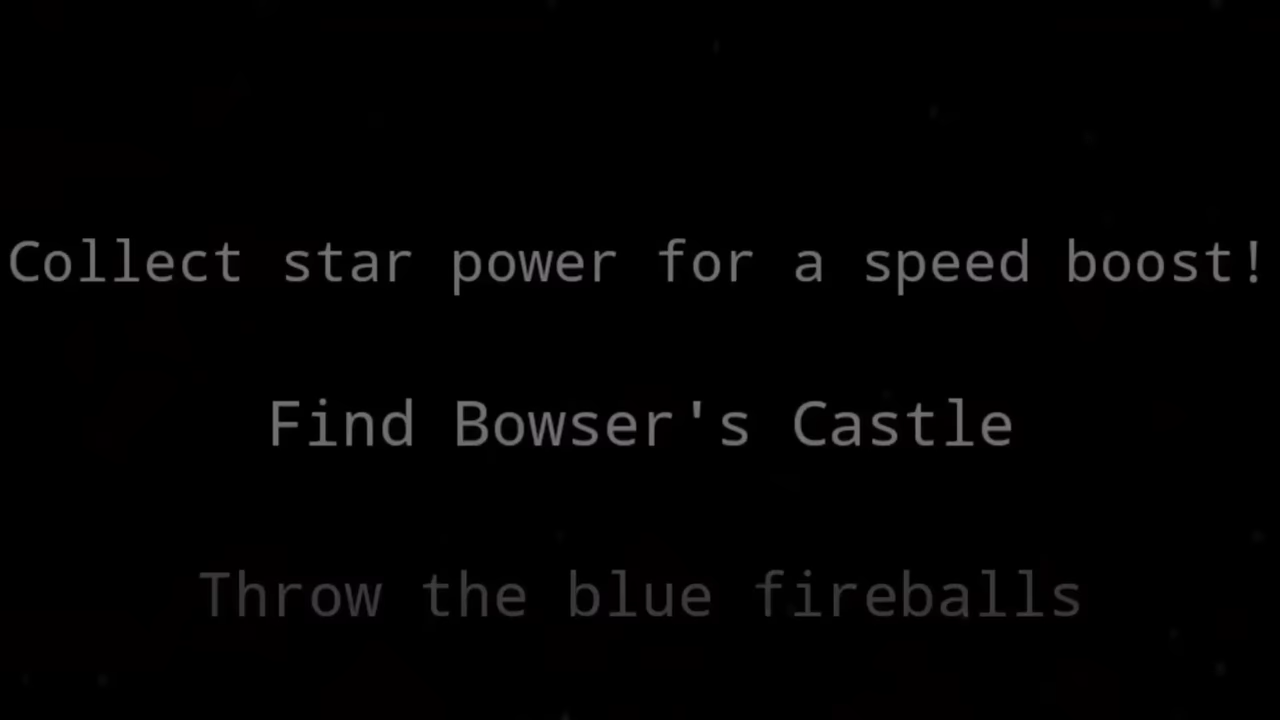 Collect star power for a speed boost!
Find Bowser's Castle
Throw the blue fireballs